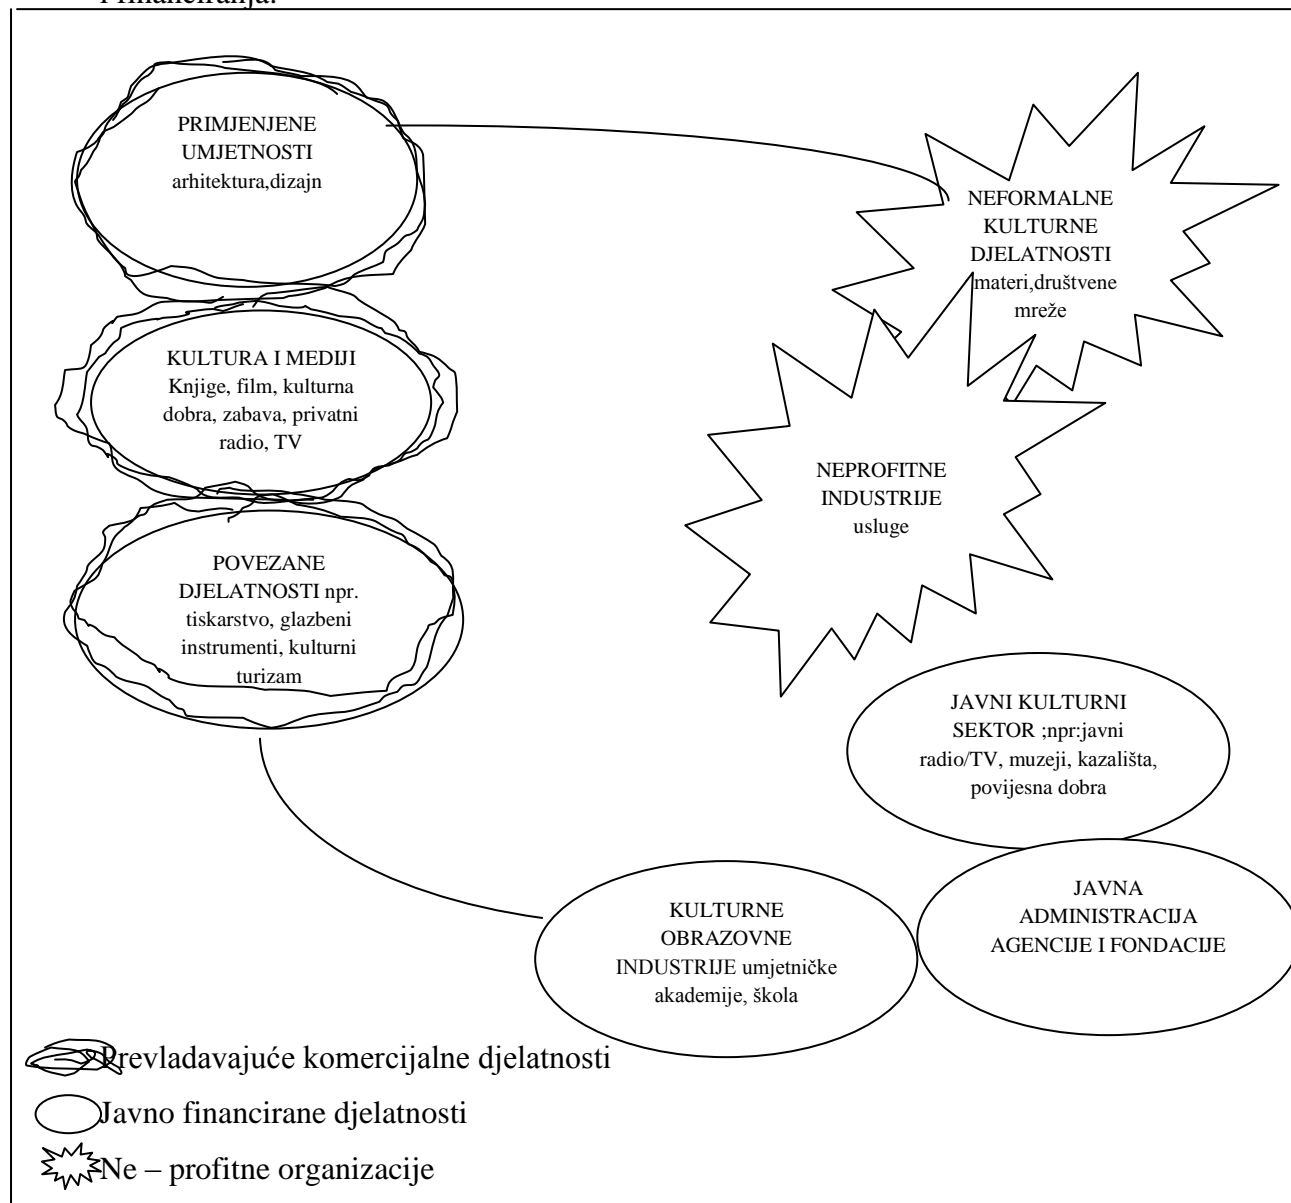 Financiranja.
PRIMJENJENE
UMJETNOSTI
arhitektura,dizajn
NEFORMALNE
KULTURNE
DJELATNOSTI
materi,društvene
mreže
KULTURA I MEDIJI
Knjige, film, kulturna
dobra, zabava, privatni
radio, TV
NEPROFITNE
INDUSTRIJE
usluge
POVEZANE
DJELATNOSTI npr.
tiskarstvo, glazbeni
instrumenti, kulturni
turizam
JAVNI KULTURNI
SEKTOR ;npr:javni
radio/TV, muzeji, kazališta,
povijesna dobra
JAVNA
ADMINISTRACIJA
AGENCIJE I FONDACIJE
KULTURNE
OBRAZOVNE
INDUSTRIJE umjetničke
akademije, škola
Prevladavajuće komercijalne djelatnosti
Javno financirane djelatnosti
Ne – profitne organizacije